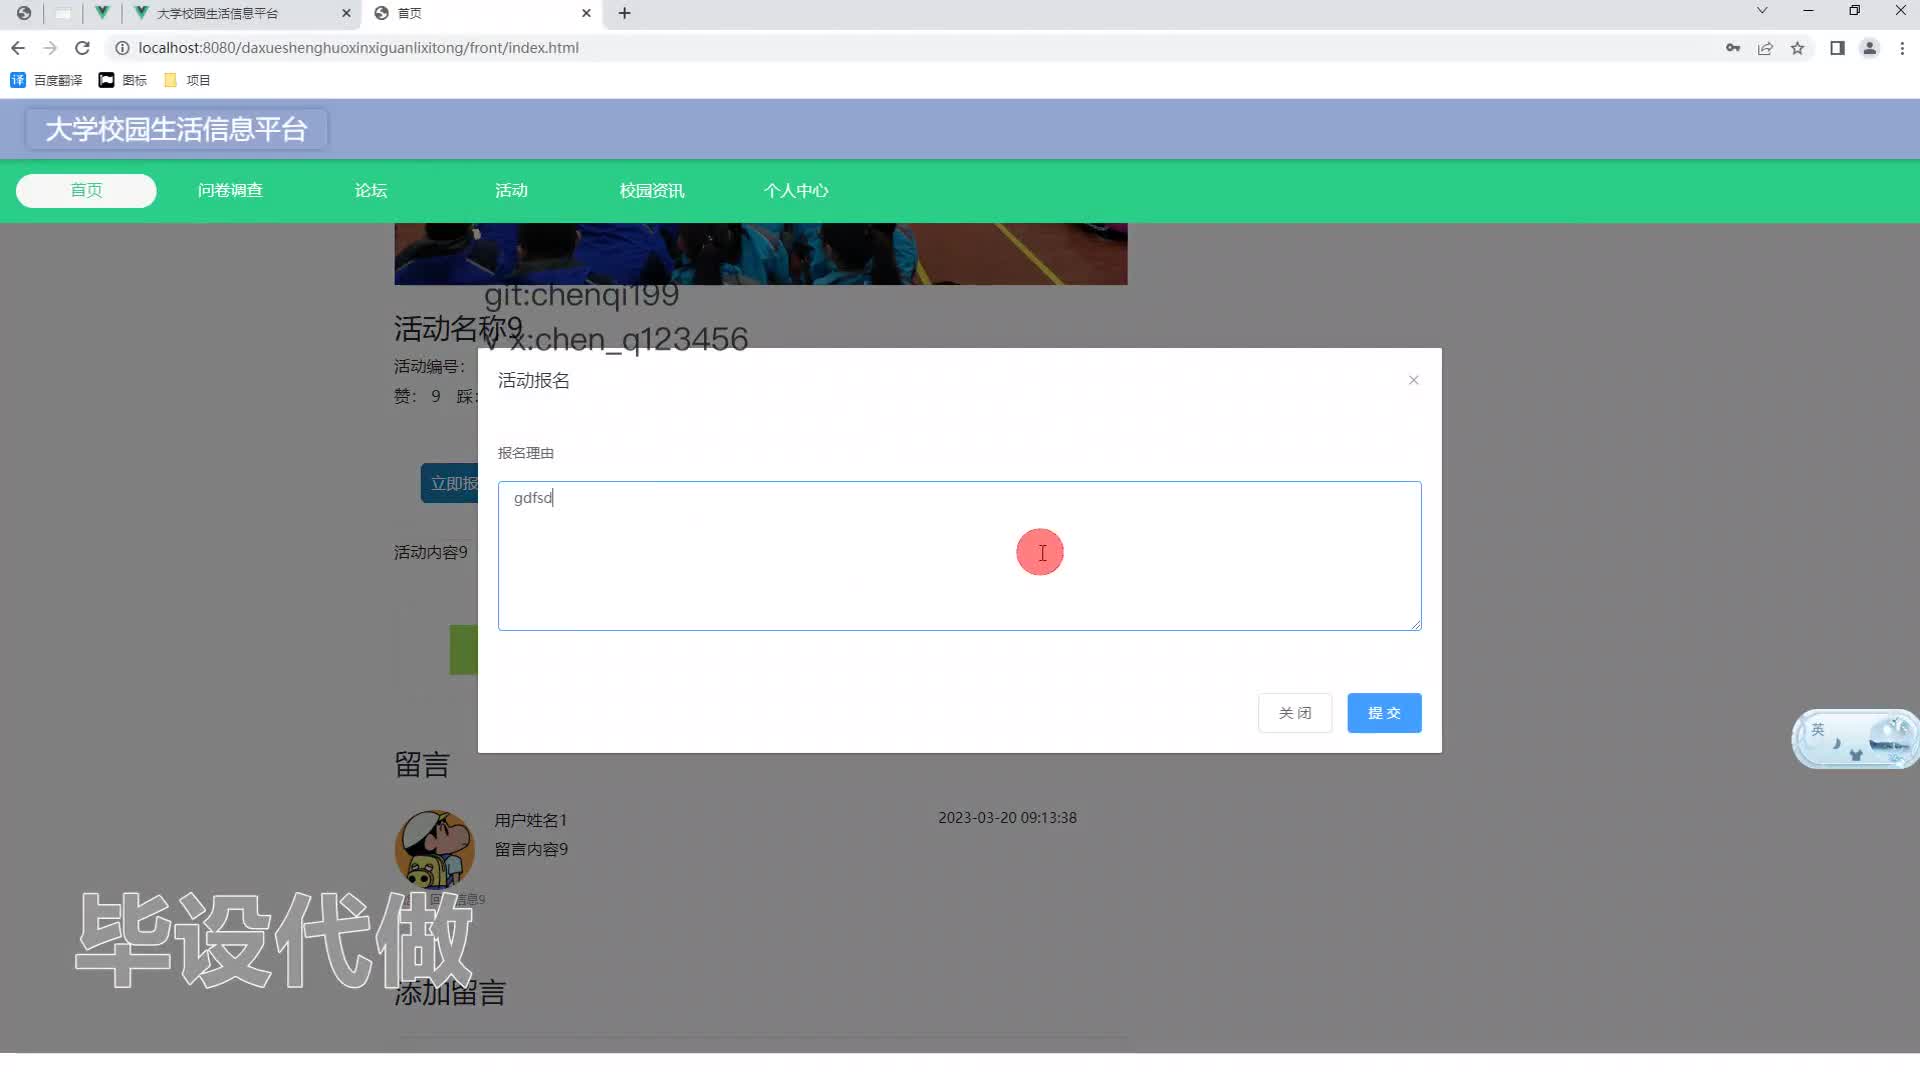 大学校园生活信息平台
首页
localhost:8080/daxueshenghuoxinxiguanlixitong/front/index.html
百度翻译
图标
项目
大学校园生活信息平台
首页
问卷调查
论坛
活动
校园资讯
个人中心
git:chenqi199
活动名称9
v x:chen_q123456
活动编号：
赞： 9 踩:
活动报名
报名理由
立即报
gdfsd
活动内容9
关 闭
提 交
英
留言
用户姓名1
2023-03-20 09:13:38
留言内容9
信息9
毕设代做
添加留言